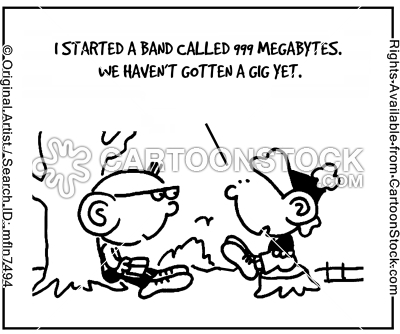 I STARTED A BAND CALLED 999 MEGABYTES.
WE HAVEN'T GOTTEN A GIG YET.
CARTOONSTOCK
.COM
© Original Artist / Search ID: mfln7494
Rights-Available-from-CartoonStock.com